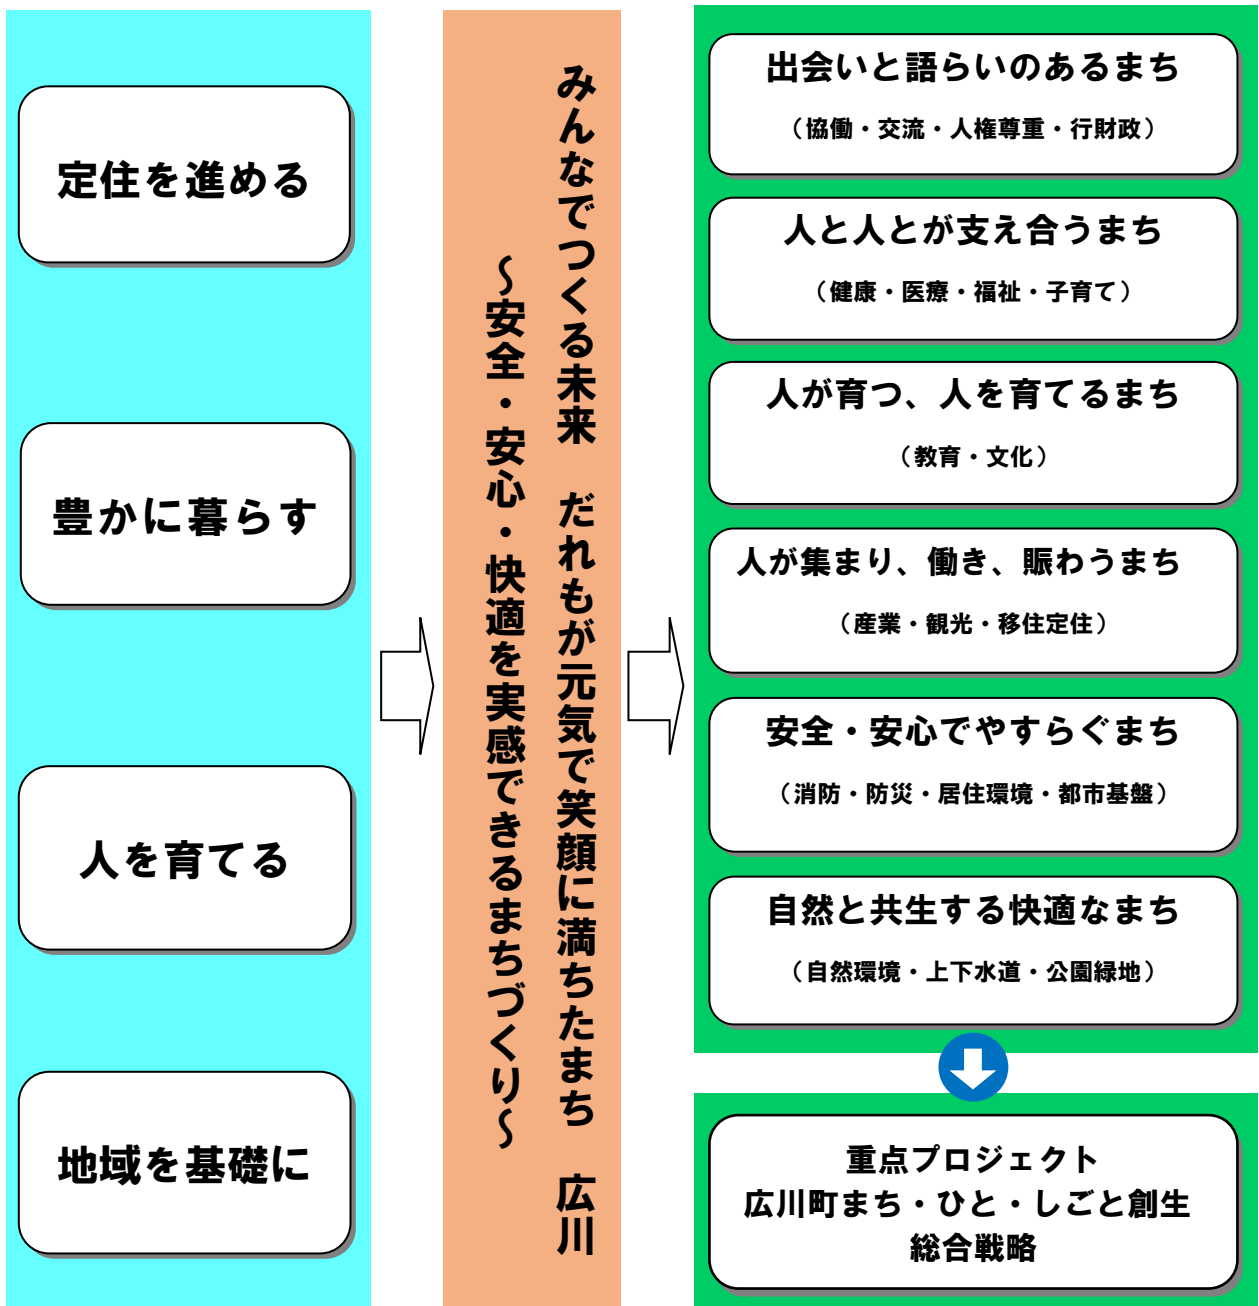 定住を進める
豊かに暮らす
人を育てる
地域を基礎に
みんなでつくる未来　だれもが元気で笑顔に満ちたまち　広川
～安全・安心・快適を実感できるまちづくり～
出会いと語らいのあるまち
（協働・交流・人権尊重・行財政）
人と人とが支え合うまち
（健康・医療・福祉・子育て）
人が育つ、人を育てるまち
（教育・文化）
人が集まり、働き、賑わうまち
（産業・観光・移住定住）
安全・安心でやすらぐまち
（消防・防災・居住環境・都市基盤）
自然と共生する快適なまち
（自然環境・上下水道・公園緑地）
重点プロジェクト
広川町まち・ひと・しごと創生
総合戦略